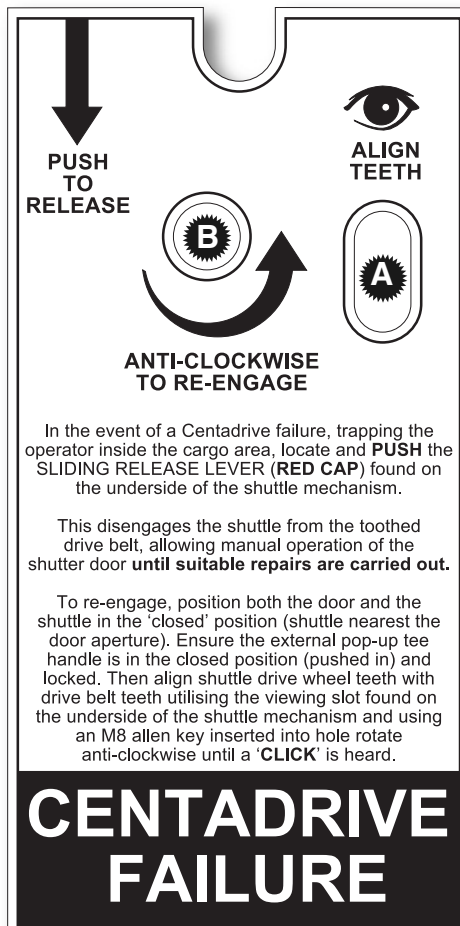 PUSH
TO
RELEASE
ALIGN
TEETH
B
A
ANTI-CLOCKWISE
TO RE-ENGAGE
In the event of a Centadrive failure, trapping the
operator inside the cargo area, locate and PUSH the
SLIDING RELEASE LEVER (RED CAP) found on
the underside of the shuttle mechanism.
This disengages the shuttle from the toothed
drive belt, allowing manual operation of the
shutter door until suitable repairs are carried out.
To re-engage, position both the door and the
shuttle in the ‘closed’ position (shuttle nearest the
door aperture). Ensure the external pop-up tee
handle is in the closed position (pushed in) and
locked. Then align shuttle drive wheel teeth with
drive belt teeth utilising the viewing slot found on
the underside of the shuttle mechanism and using
an M8 allen key inserted into hole rotate
anti-clockwise until a ‘CLICK’ is heard.
CENTADRIVE
FAILURE